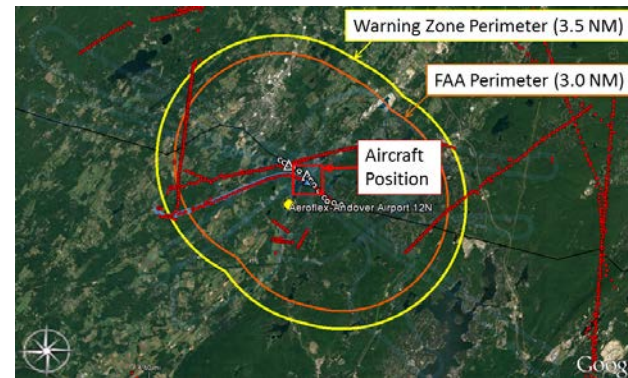 Warning Zone Perimeter (3.5 NM)
FAA Perimeter (3.0 NM)
Aircraft
Position
Aeroflex-Andover Airport 12N
Goog